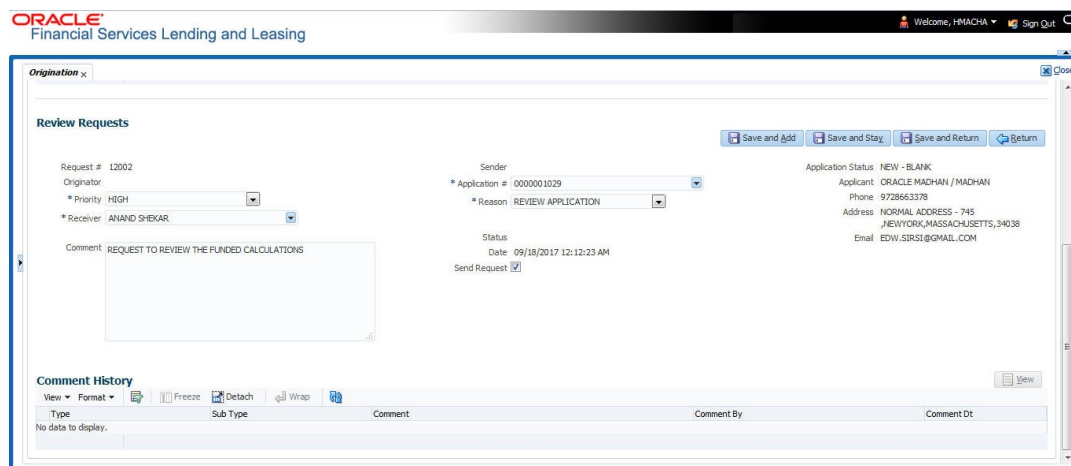 ORACLE'
Financial Services Lending and Leasing
Welcome, HMACHA Sign Out
Origination x
Close
Review Requests
Save and Add Save and Stay Save and Return Return
Request # 12002
Originator
* Priority HIGH
* Receiver ANAND SHEKAR
Comment REQUEST TO REVIEW THE FUNDED CALCULATIONS
Sender
* Application # 0000001029
* Reason REVIEW APPLICATION
Status
Date 09/18/2017 12:12:23 AM
Send Request
Application Status NEW - BLANK
Applicant ORACLE MADHAN / MADHAN
Phone 9728663378
Address NORMAL ADDRESS - 745
,NEWYORK,MASSACHUSETTS,34038
Email EDW.SIRSI@GMAIL.COM
Comment History
View
View Format Freeze Detach Wrap
Type Sub Type Comment Comment By Comment Dt
No data to display.